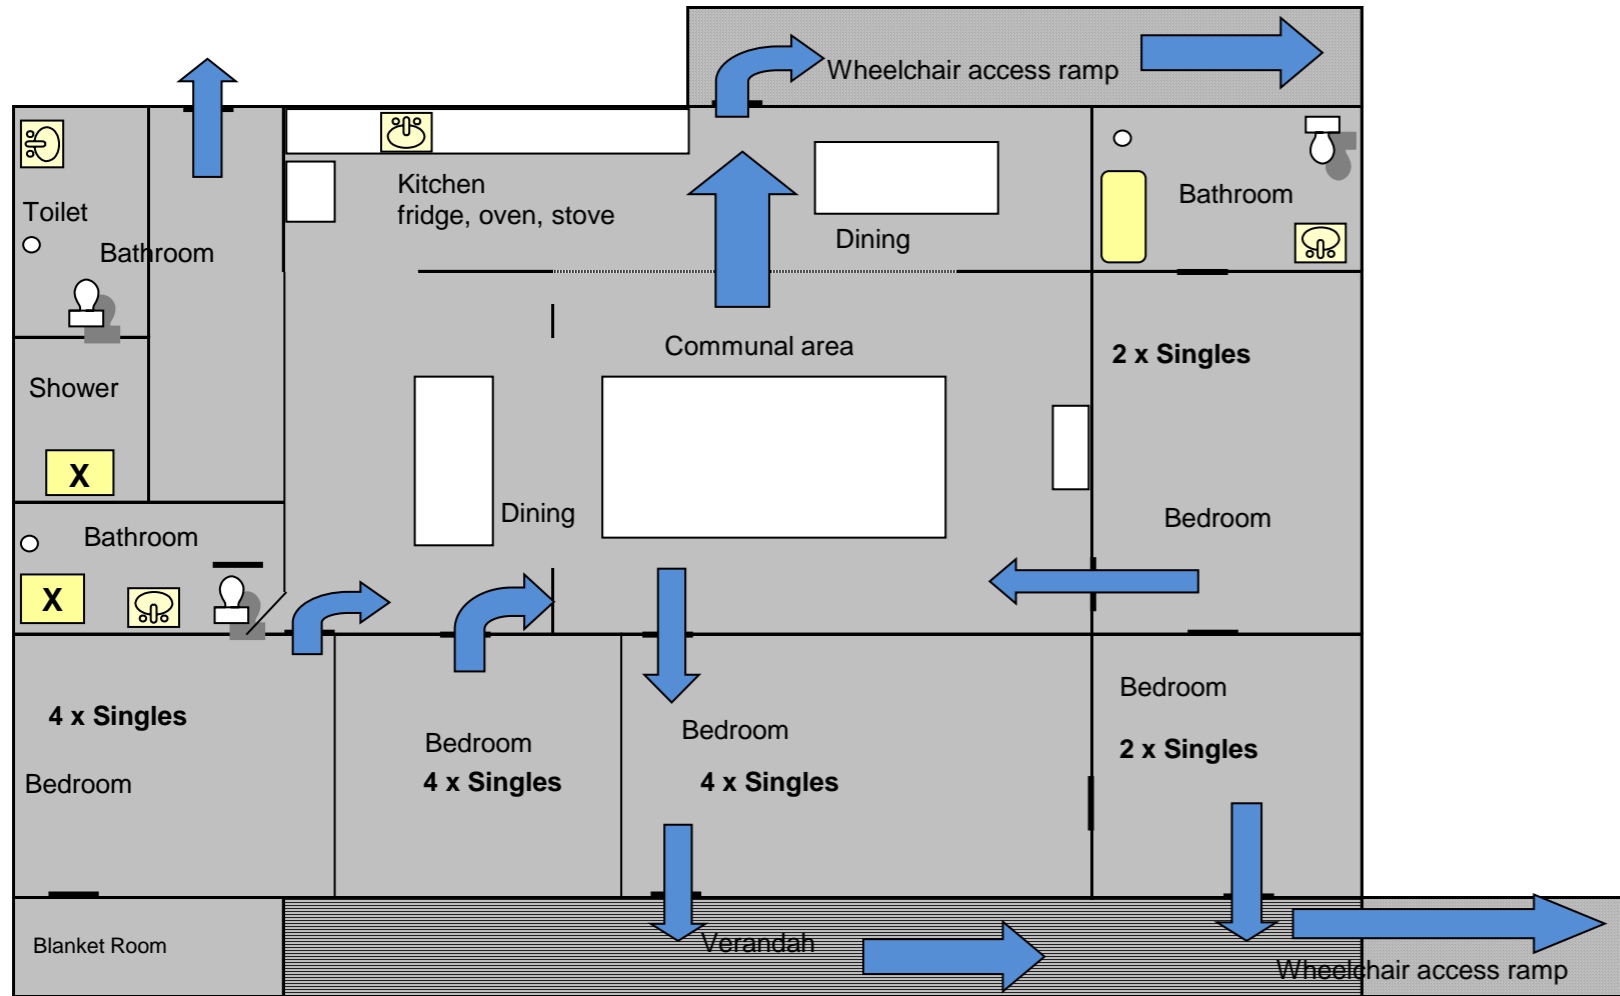 Wheelchair access ramp
Kitchen
fridge, oven, stove
Bathroom
Toilet
Dining
Bathroom
Communal area
2 x Singles
Shower
X
Dining
Bedroom
Bathroom
X
Bedroom
4 x Singles
Bedroom
Bedroom
2 x Singles
Bedroom
4 x Singles
4 x Singles
Blanket Room
Verandah
Wheelchair access ramp